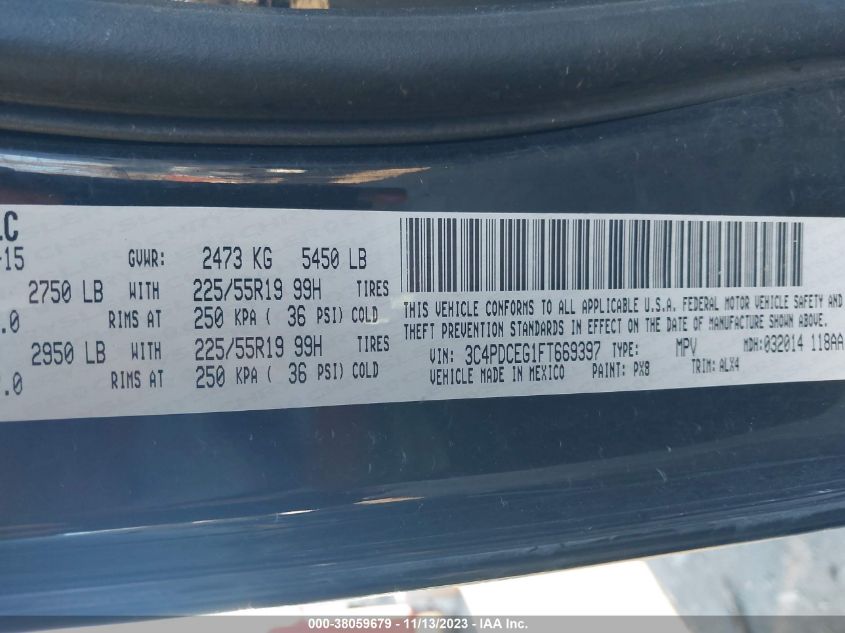 LC
-15 GVWR: 2473 KG 5450 LB
2750 LB WITH 225/55R19 99H TIRES
.0 RIMS AT 250 KPA ( 36 PSI) COLD
2950 LB WITH 225/55R19 99H TIRES
.0 RIMS AT 250 KPA ( 36 PSI) COLD
THIS VEHICLE CONFORMS TO ALL APPLICABLE U.S.A. FEDERAL MOTOR VEHICLE SAFETY AND
THEFT PREVENTION STANDARDS IN EFFECT ON THE DATE OF MANUFACTURE SHOWN ABOVE.
VIN: 3C4PDCEG1FT669397 TYPE: MPV MDH: 032014 118AA
VEHICLE MADE IN MEXICO PAINT: PX8 TRIM: ALX4
000-38059679 - 11/13/2023 - IAA Inc.